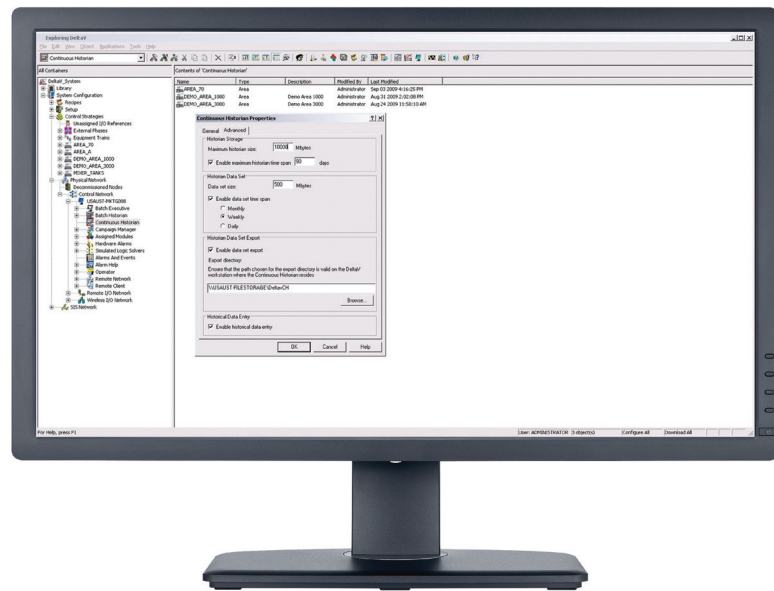 Exploring DeltaV
File Edit View Object Applications Tools Help
Continuous Historian
All Containers
Contents of 'Continuous Historian'
DeltaV_System
Library
System Configuration
Recipes
Setup
Control Strategies
Unassigned I/O References
External Phases
Equipment Trains
AREA_70
AREA_A
DEMO_AREA_1000
DEMO_AREA_3000
MIXER_TANKS
Physical Network
Decommissioned Nodes
Control Network
USAUST-MKTG088
Batch Executive
Batch Historian
Continuous Historian
Campaign Manager
Assigned Modules
Hardware Alarms
Simulated Logic Solvers
Alarms And Events
Alarm Help
Operator
Remote Network
Remote Client
Remote I/O Network
Wireless I/O Network
SIS Network
Name Type Description Modified By Last Modified
AREA_70 Area Administrator Sep 03 2009 4:16:25 PM
DEMO_AREA_1000 Area Demo Area 1000 Administrator Aug 31 2009 2:02:08 PM
DEMO_AREA_3000 Area Demo Area 3000 Administrator Aug 24 2009 11:58:10 AM
Continuous Historian Properties
General Advanced
Historian Storage
Maximum historian size: 10000 Mbytes
Enable maximum historian time span 90 days
Historian Data Set
Data set size: 500 Mbytes
Enable data set time span
Monthly
Weekly
Daily
Historian Data Set Export
Enable data set export
Export directory:
Ensure that the path chosen for the export directory is valid on the DeltaV
workstation where the Continuous Historian resides
\\USAUST-FILESTORAGE\DeltavCH
Browse...
Historical Data Entry
Enable historical data entry
OK Cancel Help
For Help, press F1
User: ADMINISTRATOR 3 object(s) Configure All Download All